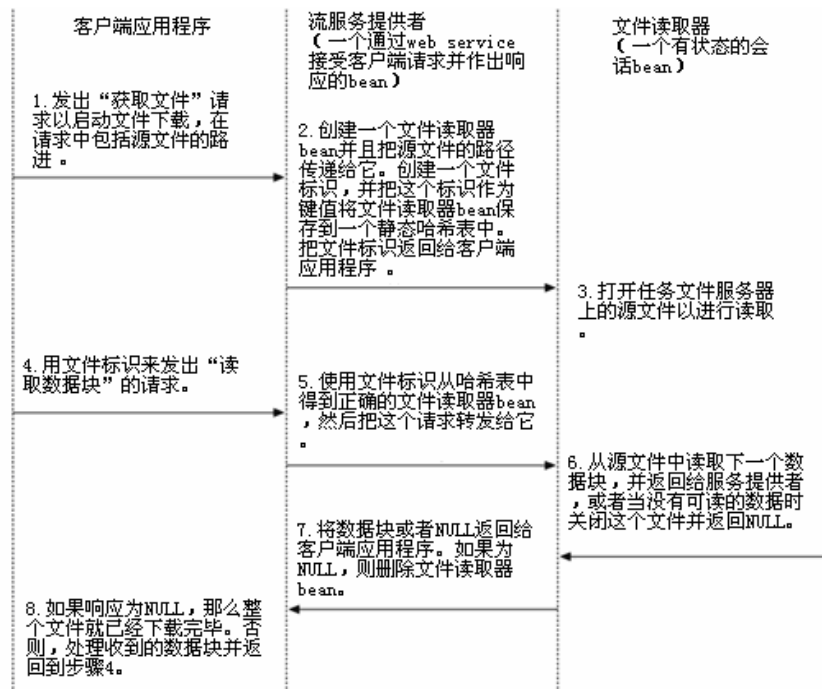 客户端应用程序
流服务提供者
（一个通过web service
接受客户端请求并作出响
应的bean）
文件读取器
（一个有状态的会
话bean）
1.发出“获取文件”请
求以启动文件下载，在
请求中包括源文件的路
进 。
2.创建一个文件读取器
bean并且把源文件的路径
传递给它。创建一个文件
标识，并把这个标识作为
键值将文件读取器bean保
存到一个静态哈希表中。
把文件标识返回给客户端
应用程序 。
3.打开任务文件服务器
上的源文件以进行读取
。
4.用文件标识来发出“读
取数据块”的请求。
5.使用文件标识从哈希表中
得到正确的文件读取器bean
，然后把这个请求转发给它
。
6.从源文件中读取下一个数
据块，并返回给服务提供者
，或者当没有可读的数据时
关闭这个文件并返回NULL。
7.将数据块或者NULL返回给
客户端应用程序。如果为
NULL，则删除文件读取器
bean。
8.如果响应为NULL，那么整
个文件就已经下载完毕。否
则，处理收到的数据块并返
回到步骤4。